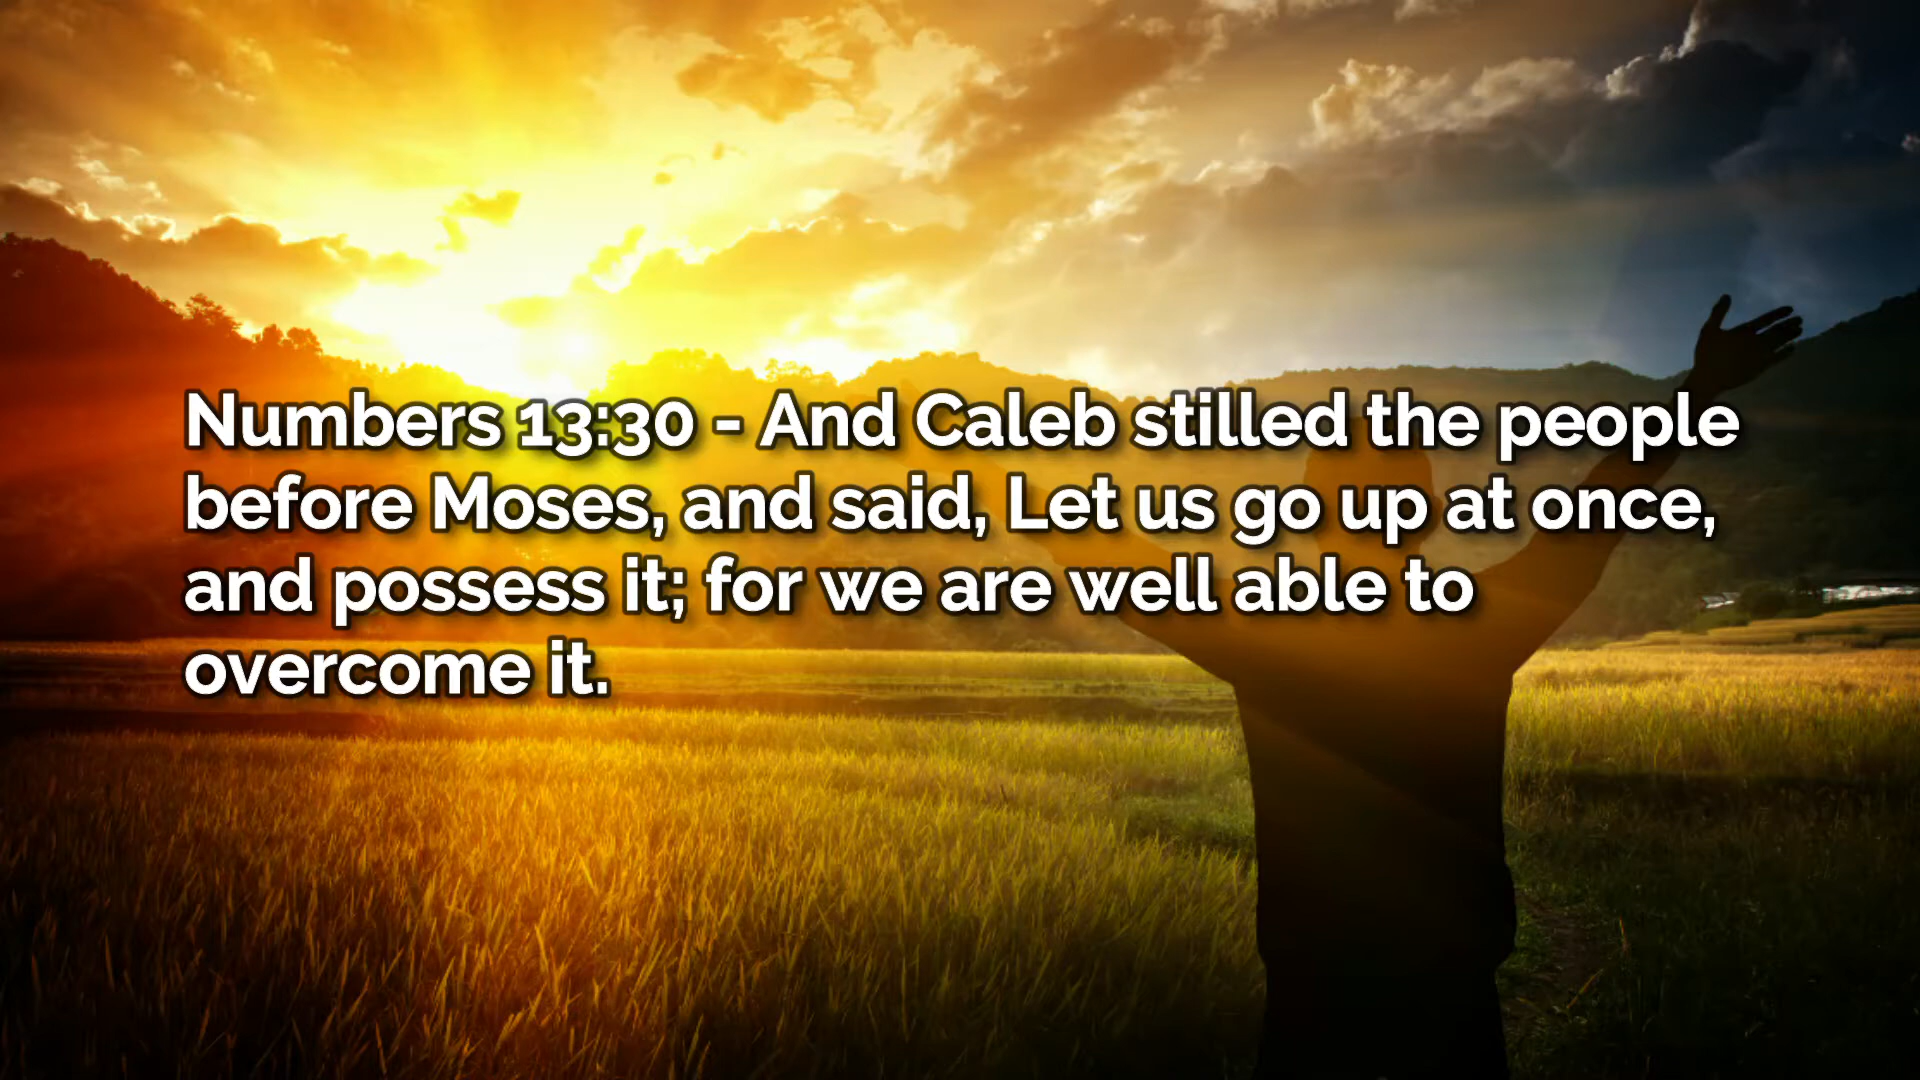 Numbers 13:30 - And Caleb stilled the people
before Moses, and said, Let us go up at once,
and possess it; for we are well able to
overcome it.